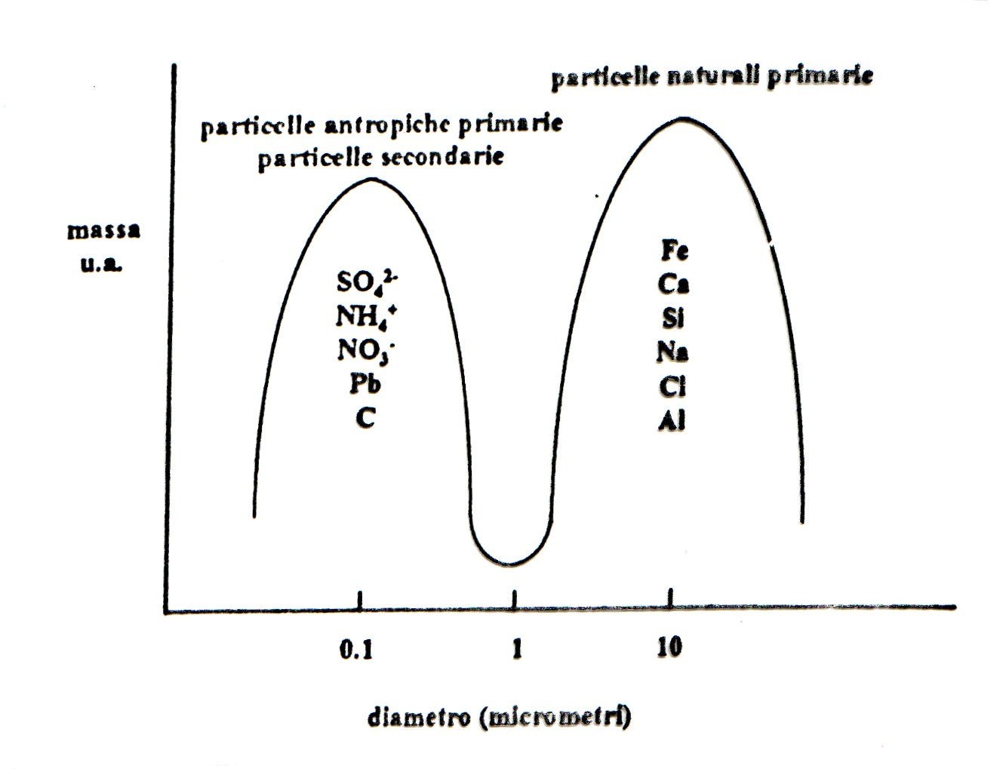 particelle naturali primarie
particelle antropiche primarie
particelle secondarie
massa
u.a.
SO₄²⁻
NH₄⁺
NO₃⁻
Pb
C
Fe
Ca
Si
Na
Cl
Al
0.1
1
10
diametro (micrometri)